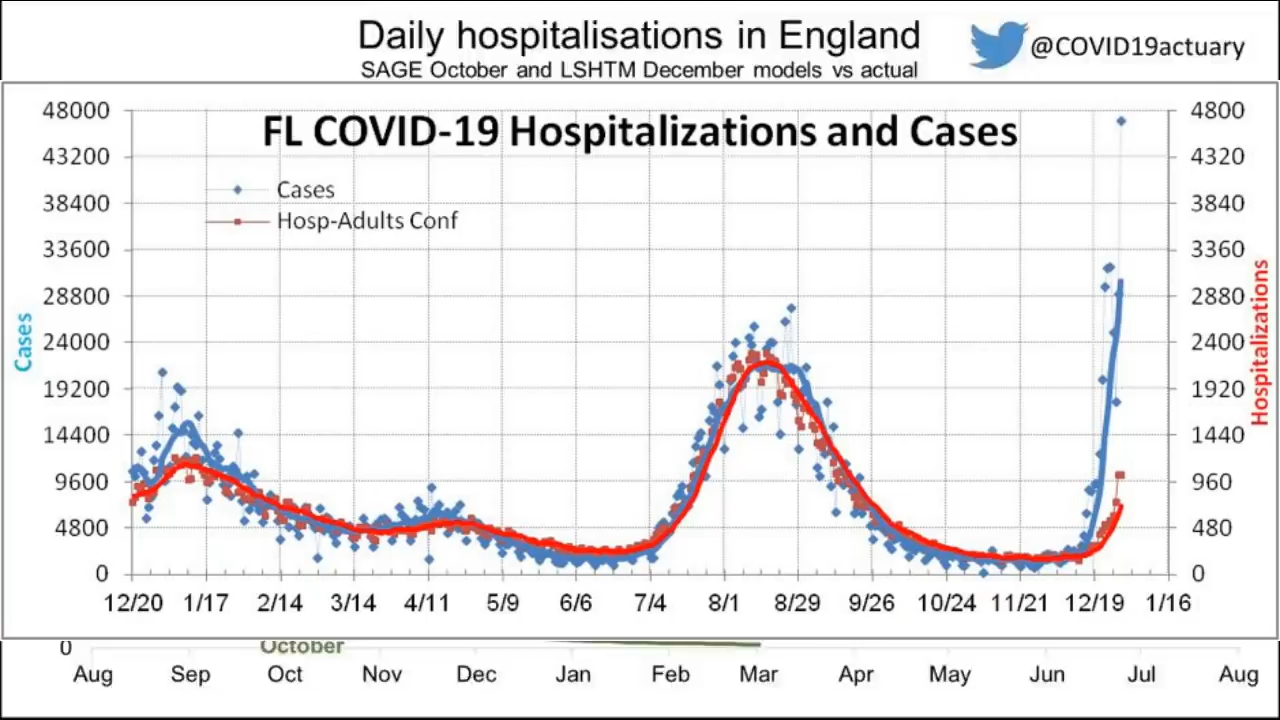 Daily hospitalisations in England
@COVID19actuary
SAGE October and LSHTM December models vs actual
FL COVID-19 Hospitalizations and Cases
Cases
Hosp-Adults Conf
48000
43200
38400
33600
28800
24000
19200
14400
9600
4800
0
4800
4320
3840
3360
2880
2400
1920
1440
960
480
0
Cases
Hospitalizations
12/20 1/17 2/14 3/14 4/11 5/9 6/6 7/4 8/1 8/29 9/26 10/24 11/21 12/19 1/16
0
October
Aug Sep Oct Nov Dec Jan Feb Mar Apr May Jun Jul Aug